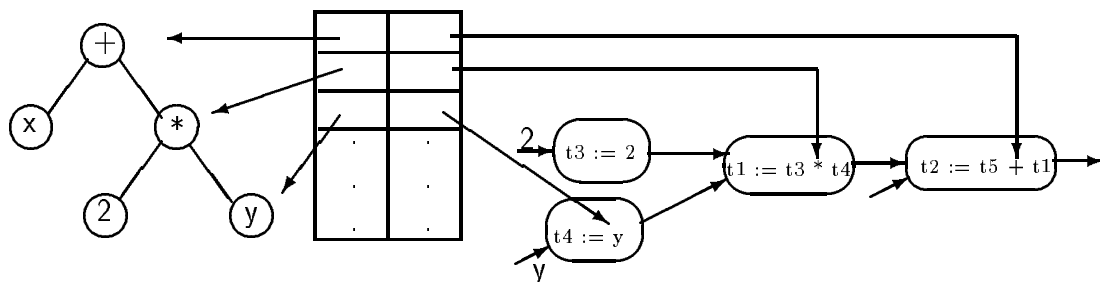 +
x
*
2
y
2
t3 := 2
t4 := y
y
t1 := t3 * t4
t2 := t5 + t1